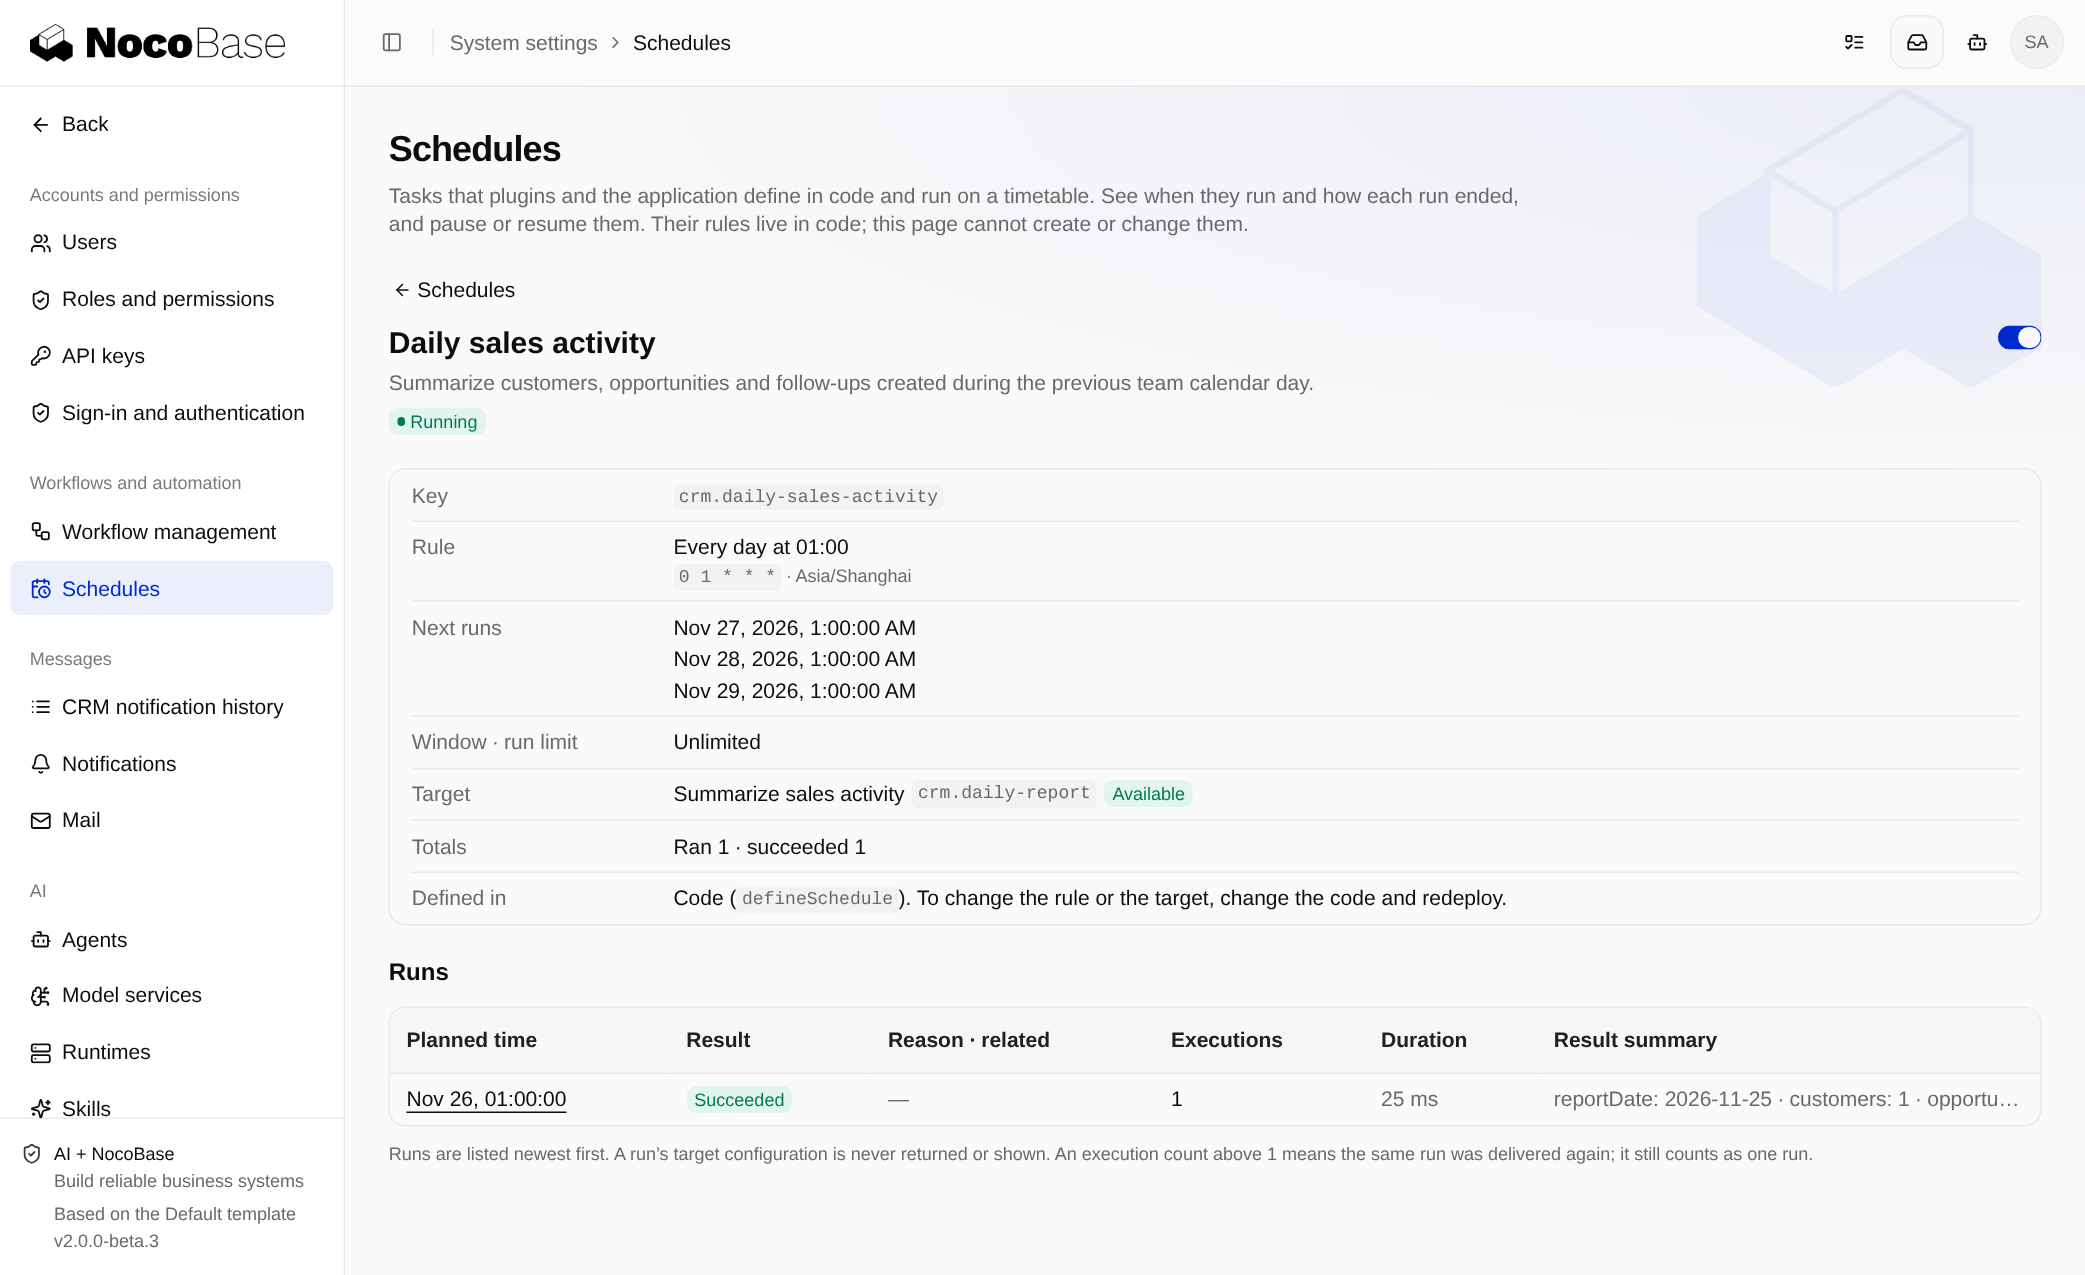 NocoBase
System settings > Schedules
SA
Back
Accounts and permissions
Users
Roles and permissions
API keys
Sign-in and authentication
Workflows and automation
Workflow management
Schedules
Messages
CRM notification history
Notifications
Mail
AI
Agents
Model services
Runtimes
Skills
AI + NocoBase
Build reliable business systems
Based on the Default template
v2.0.0-beta.3
Schedules
Tasks that plugins and the application define in code and run on a timetable. See when they run and how each run ended,
and pause or resume them. Their rules live in code; this page cannot create or change them.
Schedules
Daily sales activity
Summarize customers, opportunities and follow-ups created during the previous team calendar day.
Running
Key crm.daily-sales-activity
Rule Every day at 01:00
0 1 * * * · Asia/Shanghai
Next runs Nov 27, 2026, 1:00:00 AM
Nov 28, 2026, 1:00:00 AM
Nov 29, 2026, 1:00:00 AM
Window · run limit Unlimited
Target Summarize sales activity crm.daily-report Available
Totals Ran 1 · succeeded 1
Defined in Code (defineSchedule). To change the rule or the target, change the code and redeploy.
Runs
Planned time Result Reason · related Executions Duration Result summary
Nov 26, 01:00:00 Succeeded — 1 25 ms reportDate: 2026-11-25 · customers: 1 · opportu…
Runs are listed newest first. A run’s target configuration is never returned or shown. An execution count above 1 means the same run was delivered again; it still counts as one run.